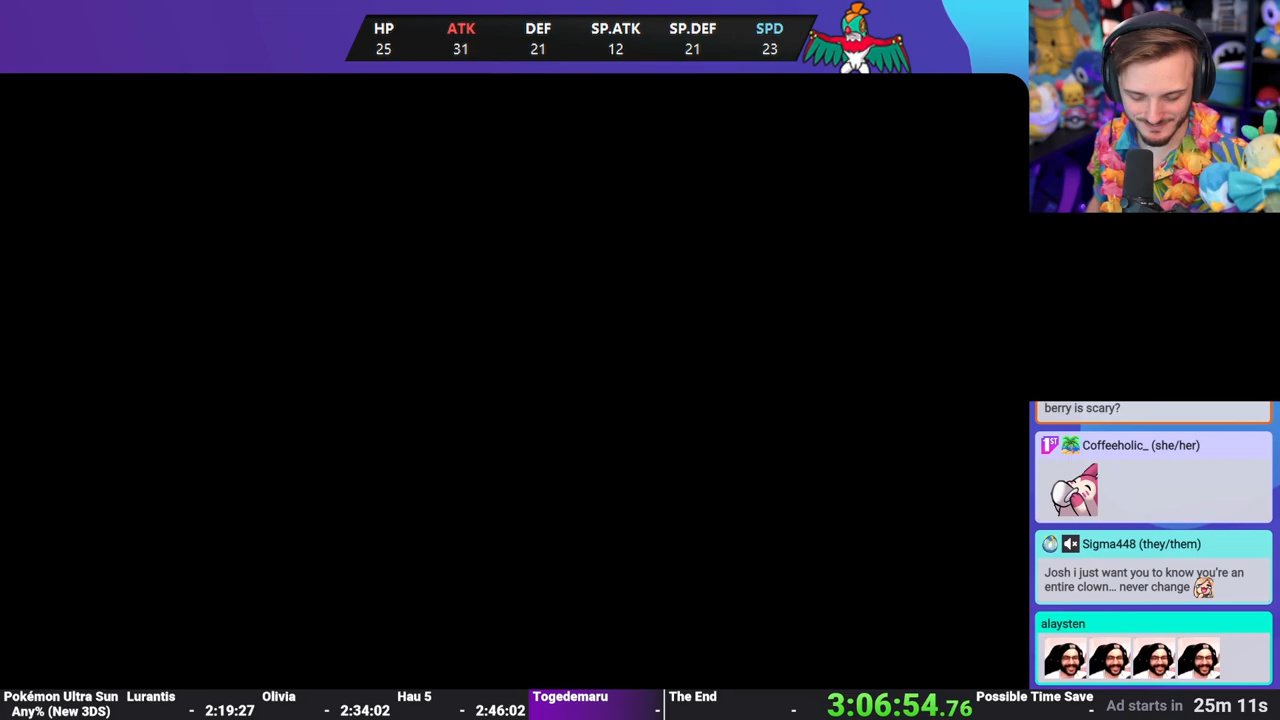 HP ATK DEF SP.ATK SP.DEF SPD
25 31 21 12 21 23
berry is scary?
Coffeeholic_ (she/her)
Sigma448 (they/them)
Josh i just want you to know you're an
entire clown... never change
alaysten
Pokémon Ultra Sun
Any% (New 3DS)
Lurantis
- 2:19:27
Olivia
- 2:34:02
Hau 5
- 2:46:02
Togedemaru
-
The End
-
3:06:54.76
Possible Time Save
-
Ad starts in 25m 11s